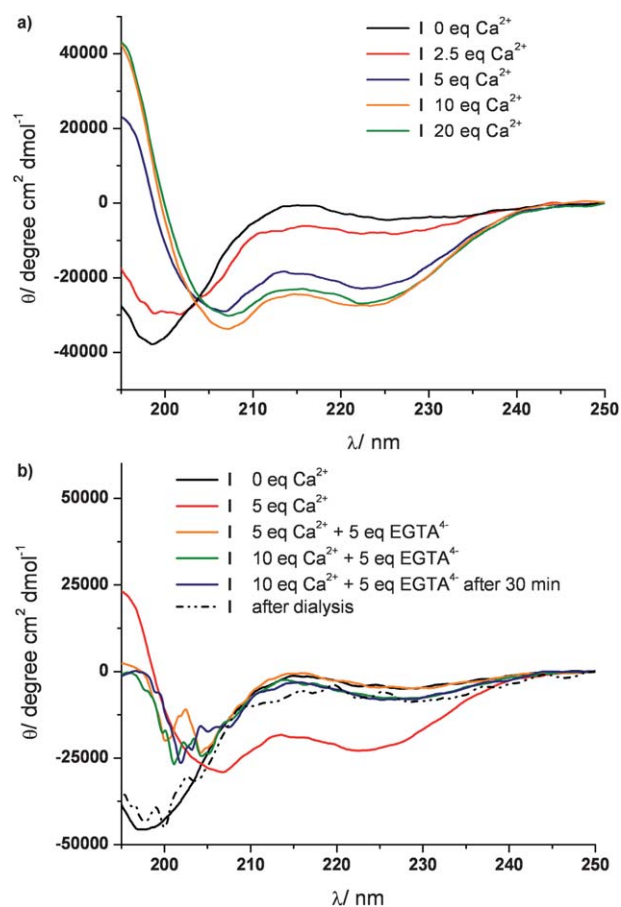 a)
I 0 eq Ca²⁺
I 2.5 eq Ca²⁺
I 5 eq Ca²⁺
I 10 eq Ca²⁺
I 20 eq Ca²⁺
θ/ degree cm² dmol⁻¹
40000
20000
0
-20000
-40000
200 210 220 230 240 250
λ/ nm
b)
I 0 eq Ca²⁺
I 5 eq Ca²⁺
I 5 eq Ca²⁺ + 5 eq EGTA⁴⁻
I 10 eq Ca²⁺ + 5 eq EGTA⁴⁻
I 10 eq Ca²⁺ + 5 eq EGTA⁴⁻ after 30 min
I after dialysis
θ/ degree cm² dmol⁻¹
50000
25000
0
-25000
-50000
200 210 220 230 240 250
λ/ nm